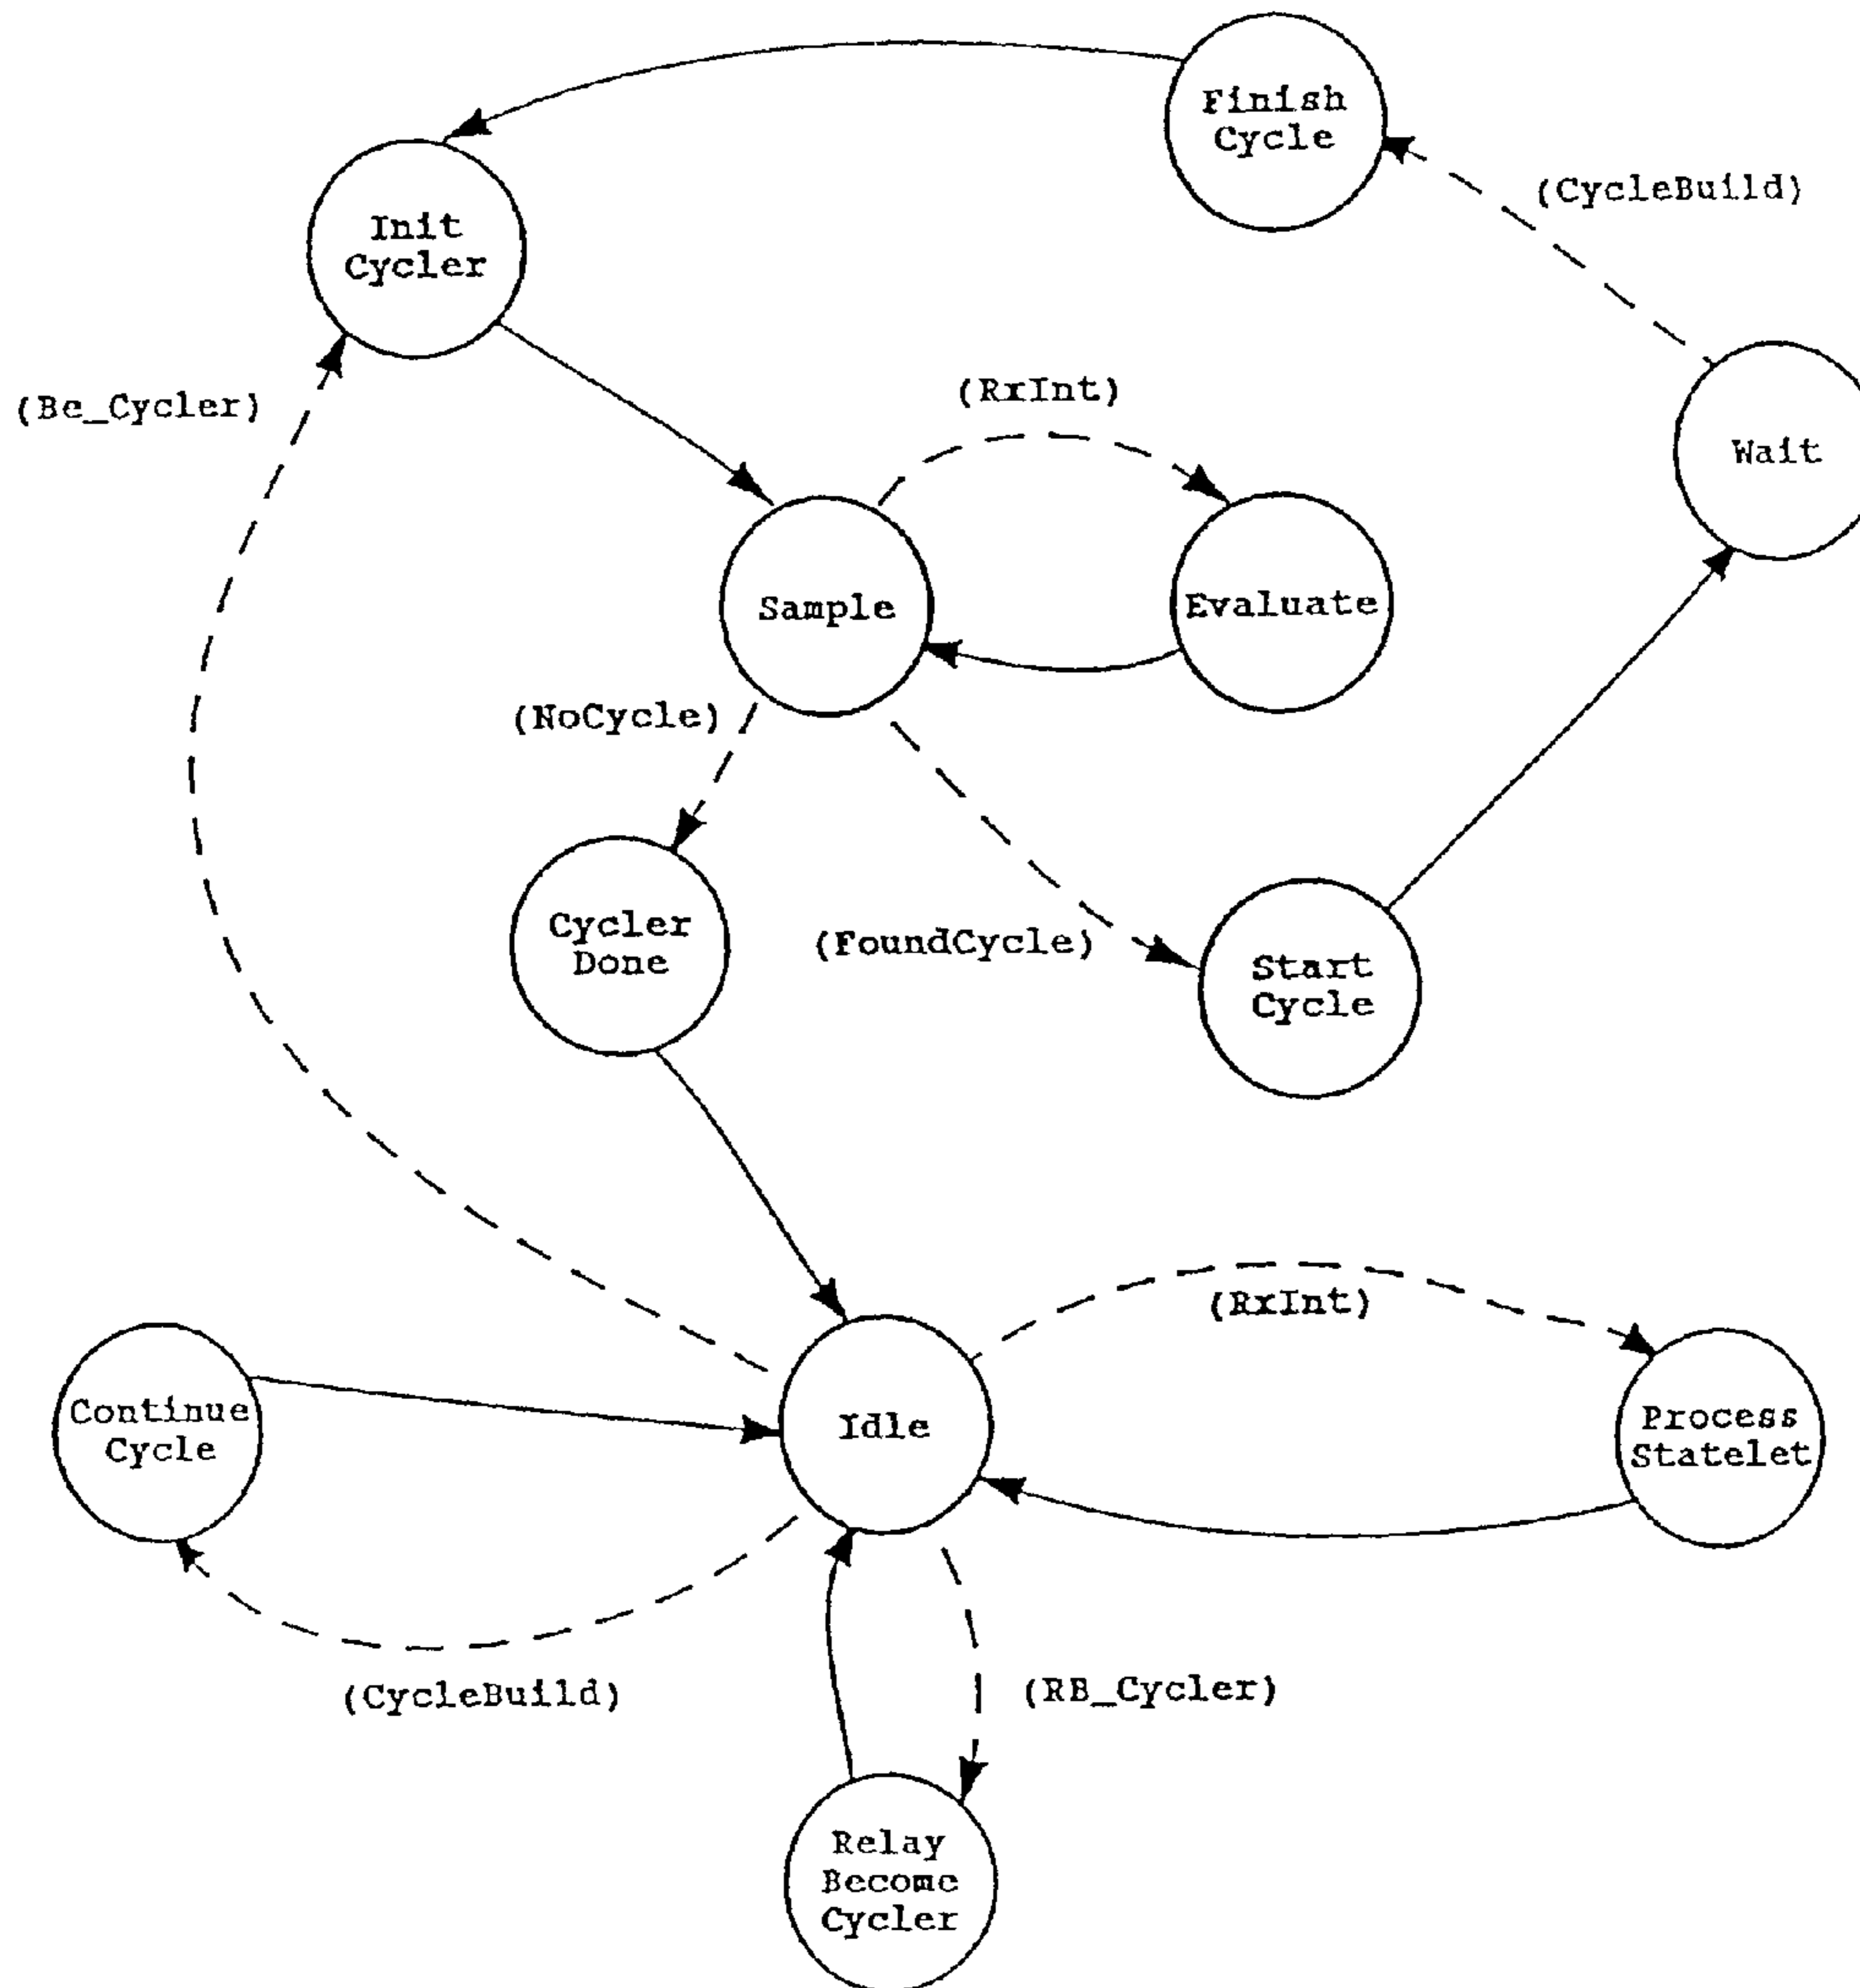 Finish
Cycle
(CycleBuild)
Init
Cycler
(Be_Cycler)
(RxInt)
Wait
Sample
Evaluate
(NoCycle)
Cycler
Done
(FoundCycle)
Start
Cycle
(RxInt)
Continue
Cycle
Idle
Process
Statelet
(CycleBuild)
(RB_Cycler)
Relay
Become
Cycler